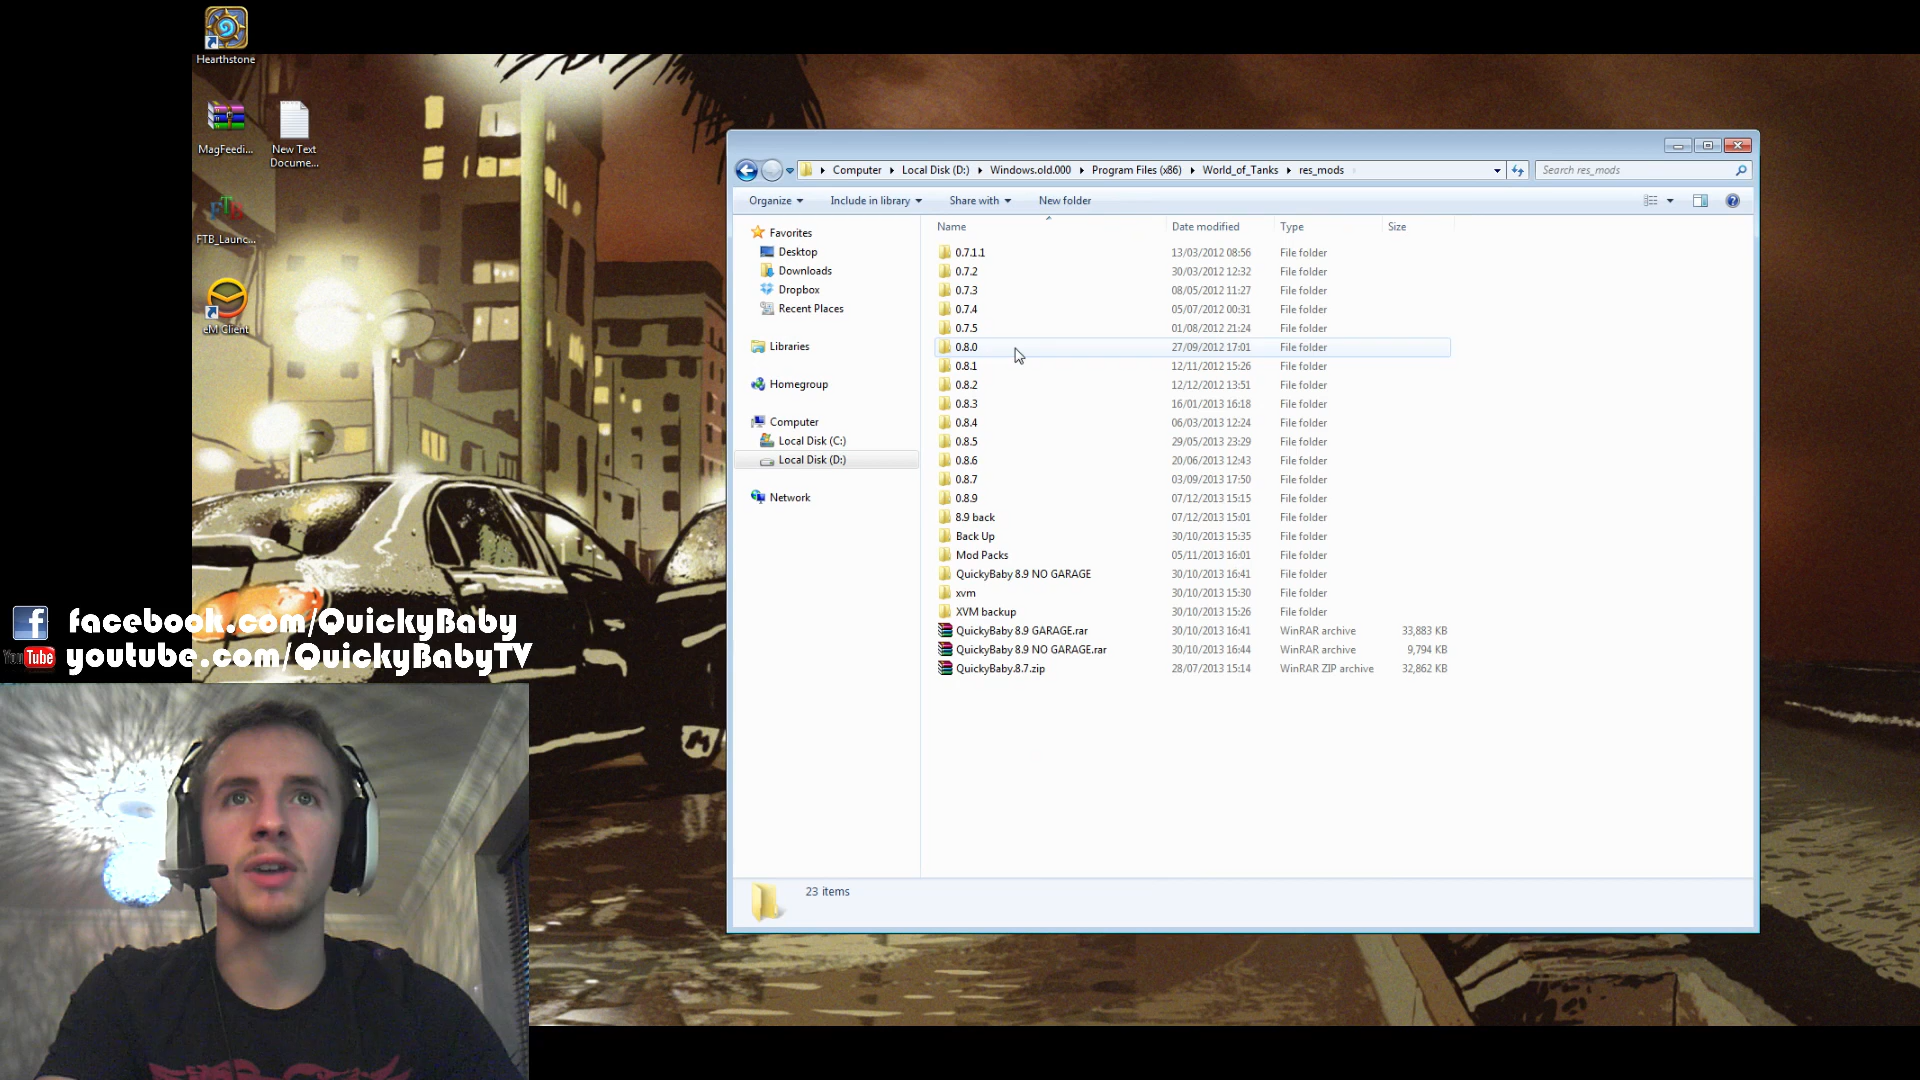 Hearthstone
MagFeedi...
New Text
Docume...
FTB
FTB_Launc...
eM Client
Computer Local Disk (D:) Windows.old.000 Program Files (x86) World_of_Tanks res_mods
Search res_mods
Organize Include in library Share with New folder
Name Date modified Type Size
Favorites
Desktop
Downloads
Dropbox
Recent Places
Libraries
Homegroup
Computer
Local Disk (C:)
Local Disk (D:)
Network
0.7.1.1 13/03/2012 08:56 File folder
0.7.2 30/03/2012 12:32 File folder
0.7.3 08/05/2012 11:27 File folder
0.7.4 05/07/2012 00:31 File folder
0.7.5 01/08/2012 21:24 File folder
0.8.0 27/09/2012 17:01 File folder
0.8.1 12/11/2012 15:26 File folder
0.8.2 12/12/2012 13:51 File folder
0.8.3 16/01/2013 16:18 File folder
0.8.4 06/03/2013 12:24 File folder
0.8.5 29/05/2013 23:29 File folder
0.8.6 20/06/2013 12:43 File folder
0.8.7 03/09/2013 17:50 File folder
0.8.9 07/12/2013 15:15 File folder
8.9 back 07/12/2013 15:01 File folder
Back Up 30/10/2013 15:35 File folder
Mod Packs 05/11/2013 16:01 File folder
QuickyBaby 8.9 NO GARAGE 30/10/2013 16:41 File folder
xvm 30/10/2013 15:30 File folder
XVM backup 30/10/2013 15:26 File folder
QuickyBaby 8.9 GARAGE.rar 30/10/2013 16:41 WinRAR archive 33,883 KB
QuickyBaby 8.9 NO GARAGE.rar 30/10/2013 16:44 WinRAR archive 9,794 KB
QuickyBaby.8.7.zip 28/07/2013 15:14 WinRAR ZIP archive 32,862 KB
23 items
f facebook.com/QuickyBaby
YouTube youtube.com/QuickyBabyTV